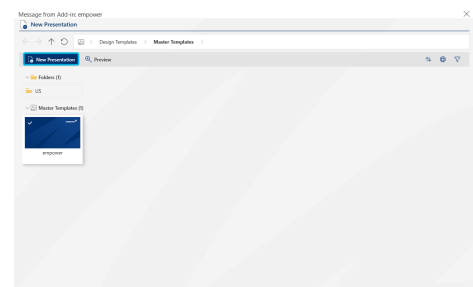 Message from Add-in: empower
New Presentation
Design Templates
Master Templates
New Presentation
Preview
Folders (1)
US
Master Templates (1)
empower
empower